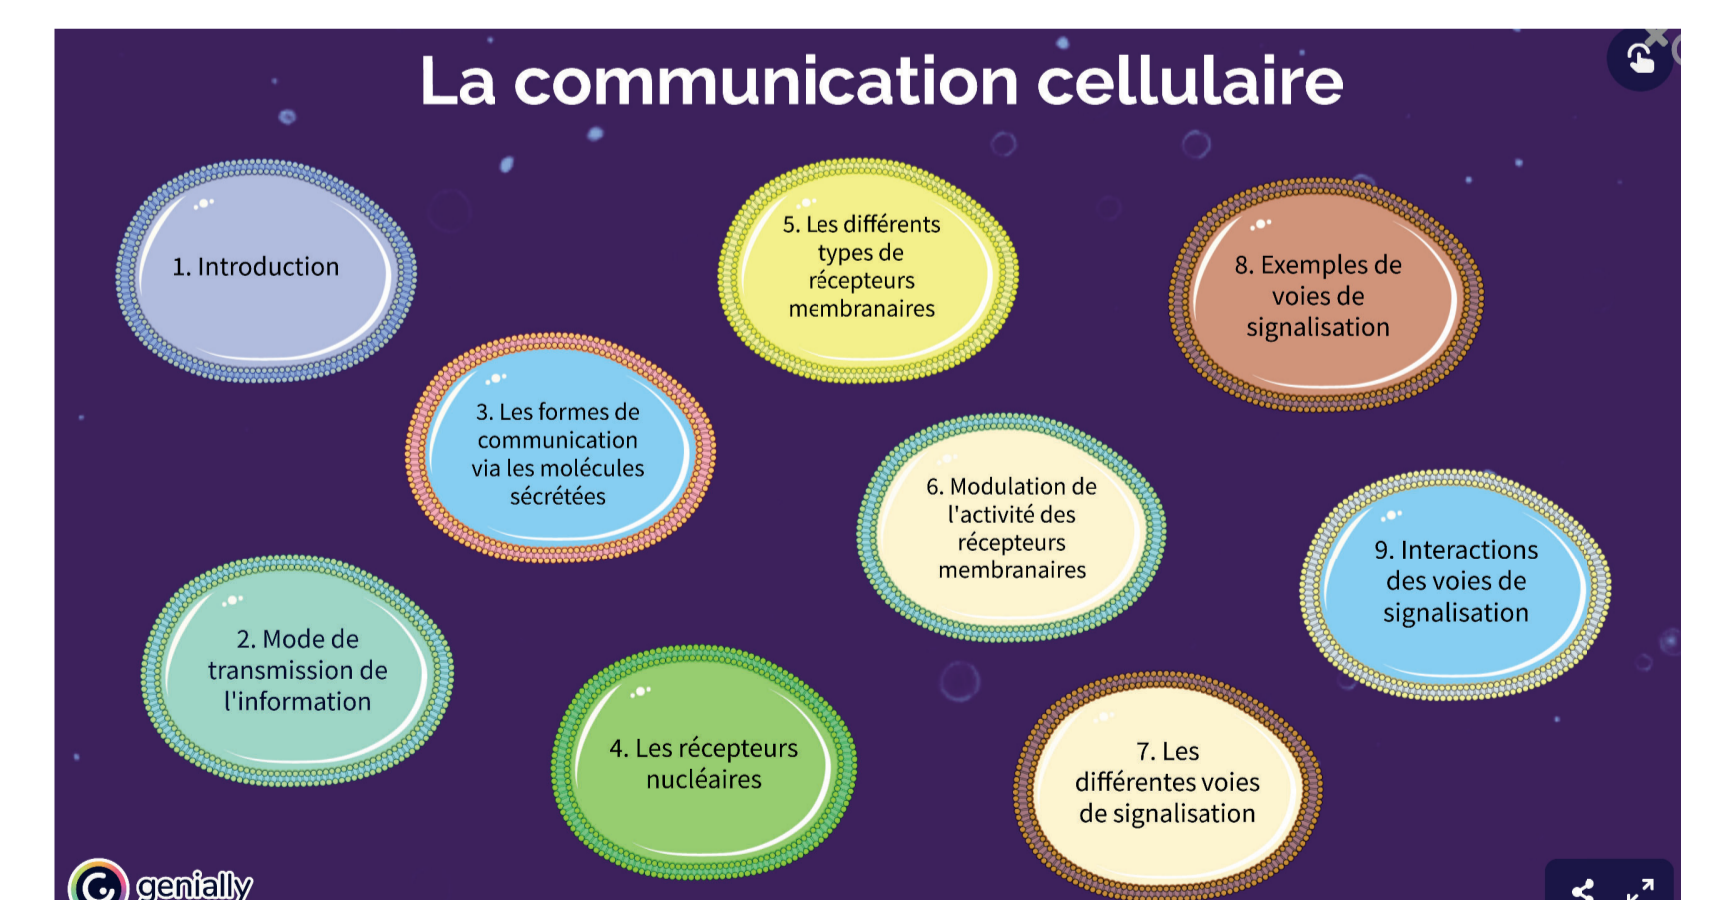 La communication cellulaire
1. Introduction
2. Mode de
transmission de
l'information
3. Les formes de
communication
via les molécules
sécrétées
4. Les récepteurs
nucléaires
5. Les différents
types de
récepteurs
membranaires
6. Modulation de
l'activité des
récepteurs
membranaires
7. Les
différentes voies
de signalisation
8. Exemples de
voies de
signalisation
9. Interactions
des voies de
signalisation
genially